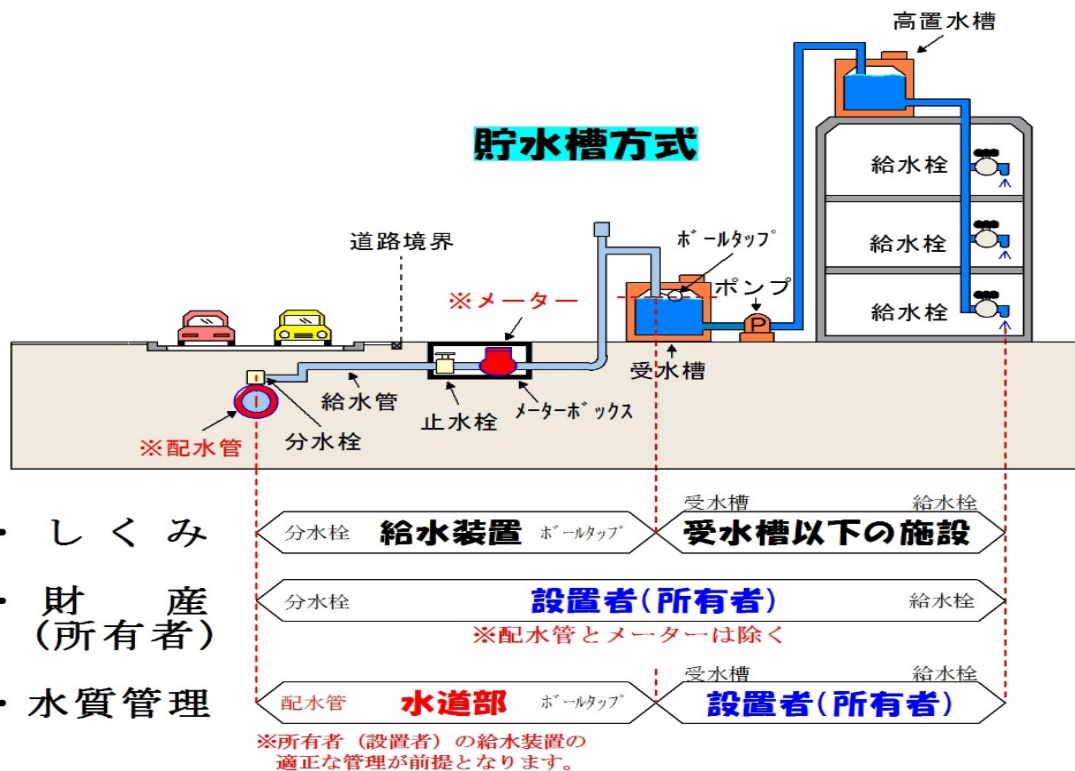 高置水槽
貯水槽方式
給水栓
道路境界
ボールタップ
給水栓
※メーター
ポンプ
給水栓
受水槽
給水管
止水栓
メーターボックス
※配水管
分水栓
受水槽 給水栓
・しくみ 分水栓 給水装置 ボールタップ 受水槽以下の施設
・財産 分水栓 設置者(所有者) 給水栓
(所有者) ※配水管とメーターは除く
受水槽 給水栓
・水質管理 配水管 水道部 ボールタップ 設置者(所有者)
※所有者(設置者)の給水装置の
適正な管理が前提となります。
P